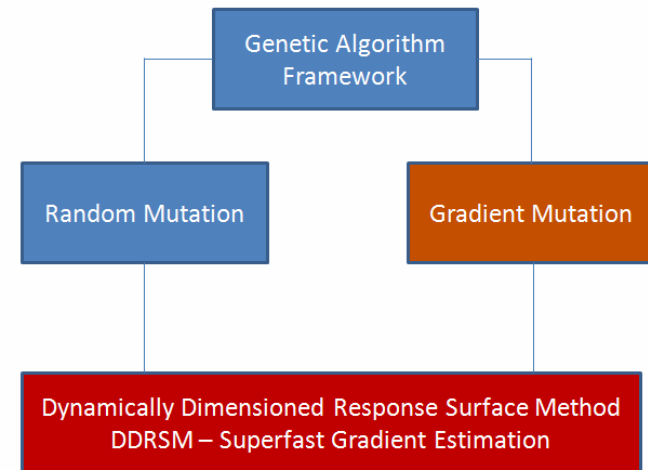 Genetic Algorithm
Framework
Random Mutation
Gradient Mutation
Dynamically Dimensioned Response Surface Method
DDRSM – Superfast Gradient Estimation